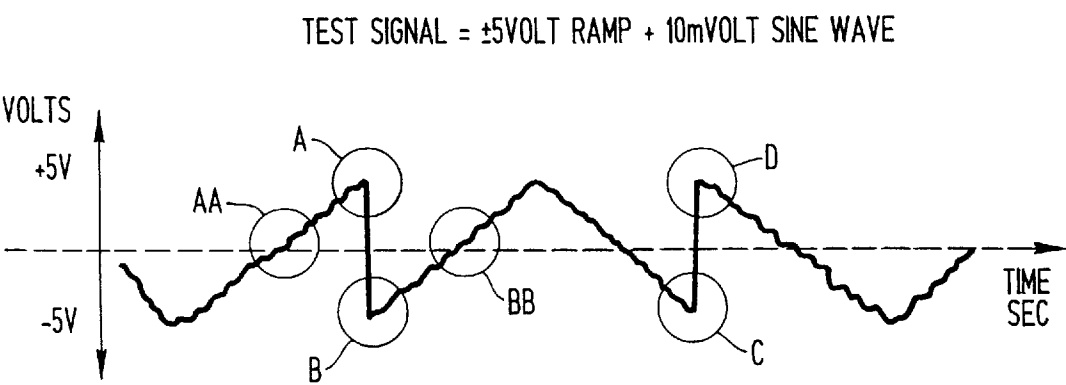 TEST SIGNAL = ±5VOLT RAMP + 10mVOLT SINE WAVE
VOLTS
+5V
A
D
AA
BB
-5V
B
C
TIME
SEC